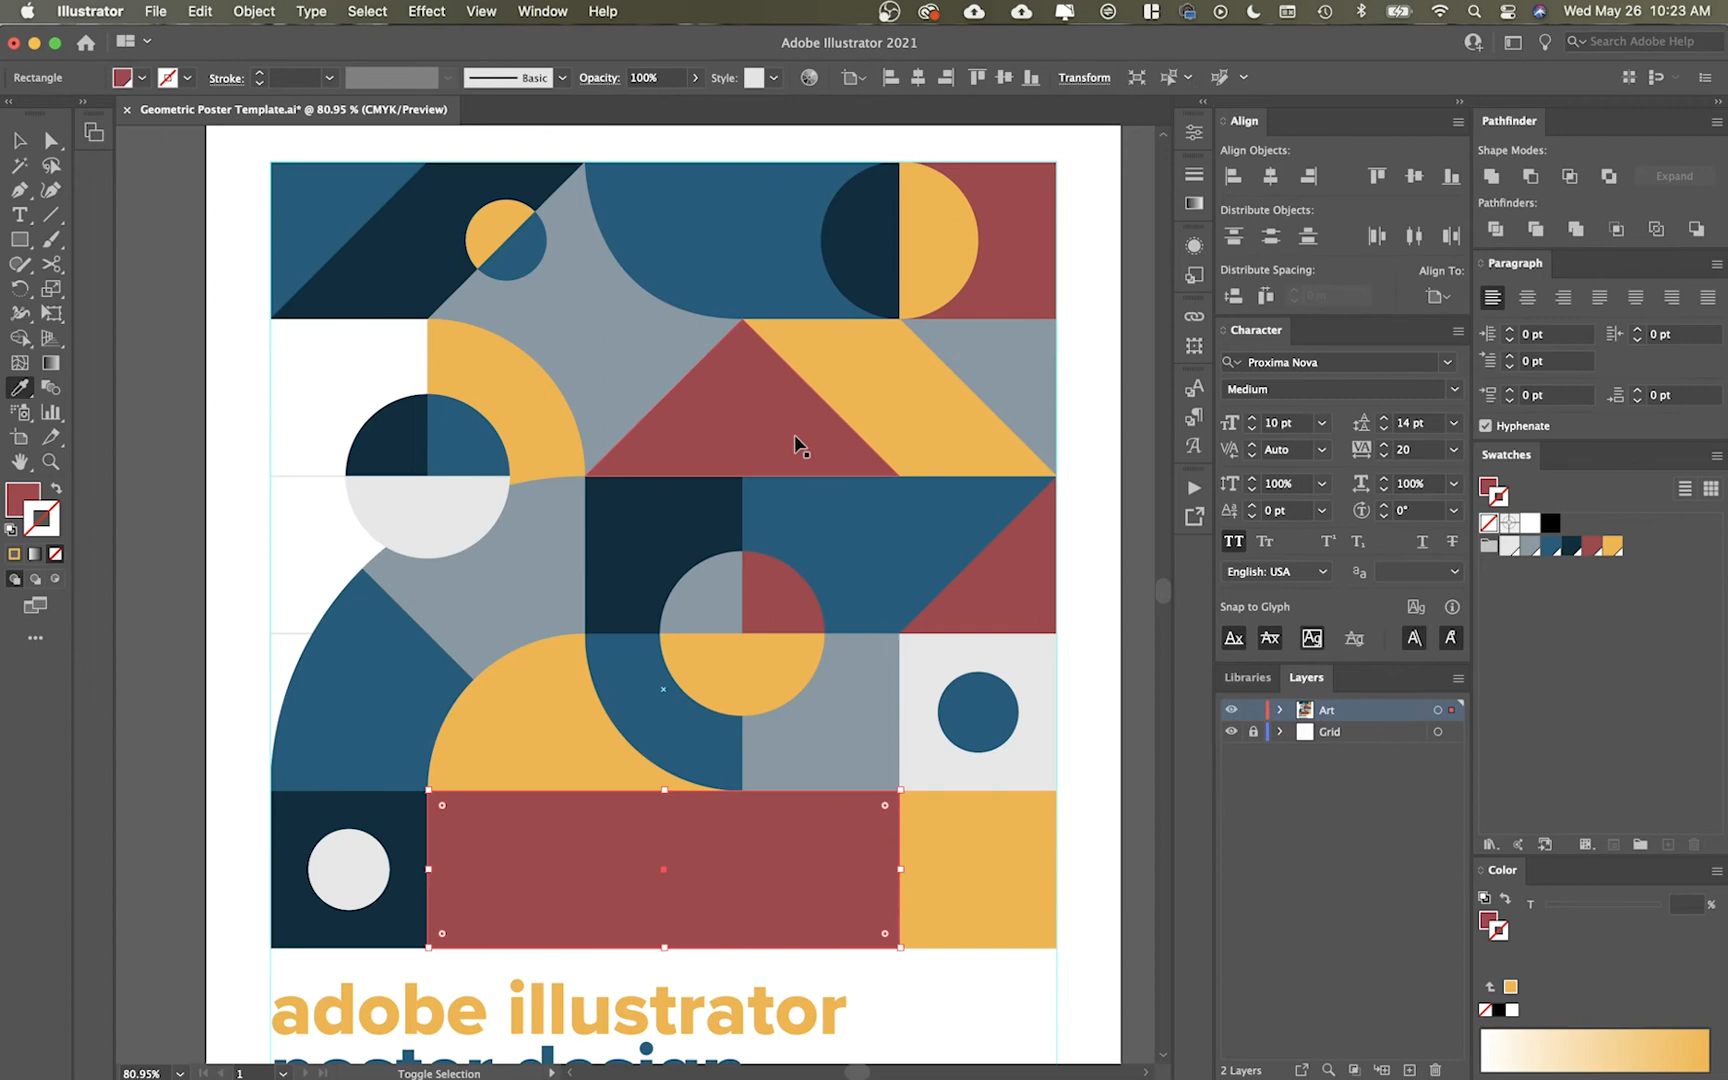 Illustrator File Edit Object Type Select Effect View Window Help Wed May 26 10:23 AM
Adobe Illustrator 2021 Search Adobe Help
Rectangle Stroke: Basic Opacity: 100% Style: Transform
Geometric Poster Template.ai* @ 80.95 % (CMYK/Preview)
Align
Align Objects:
Distribute Objects:
Distribute Spacing: Align To:
0 pt
Character
Proxima Nova
Medium
10 pt 14 pt
Auto 20
100% 100%
0 pt 0°
English: USA
Snap to Glyph
Libraries Layers
Art
Grid
2 Layers
Pathfinder
Shape Modes:
Expand
Pathfinders:
Paragraph
0 pt 0 pt
0 pt
0 pt 0 pt
Hyphenate
Swatches
Color
T %
adobe illustrator
poster design
80.95% 1 Toggle Selection